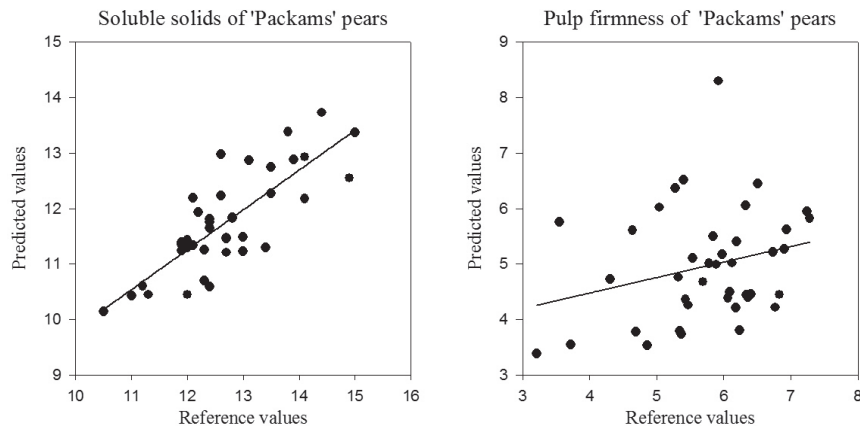 Soluble solids of 'Packams' pears
15
14
13
12
11
10
9
Predicted values
10 11 12 13 14 15 16
Reference values
Pulp firmness of 'Packams' pears
9
8
7
6
5
4
3
Predicted values
3 4 5 6 7 8
Reference values